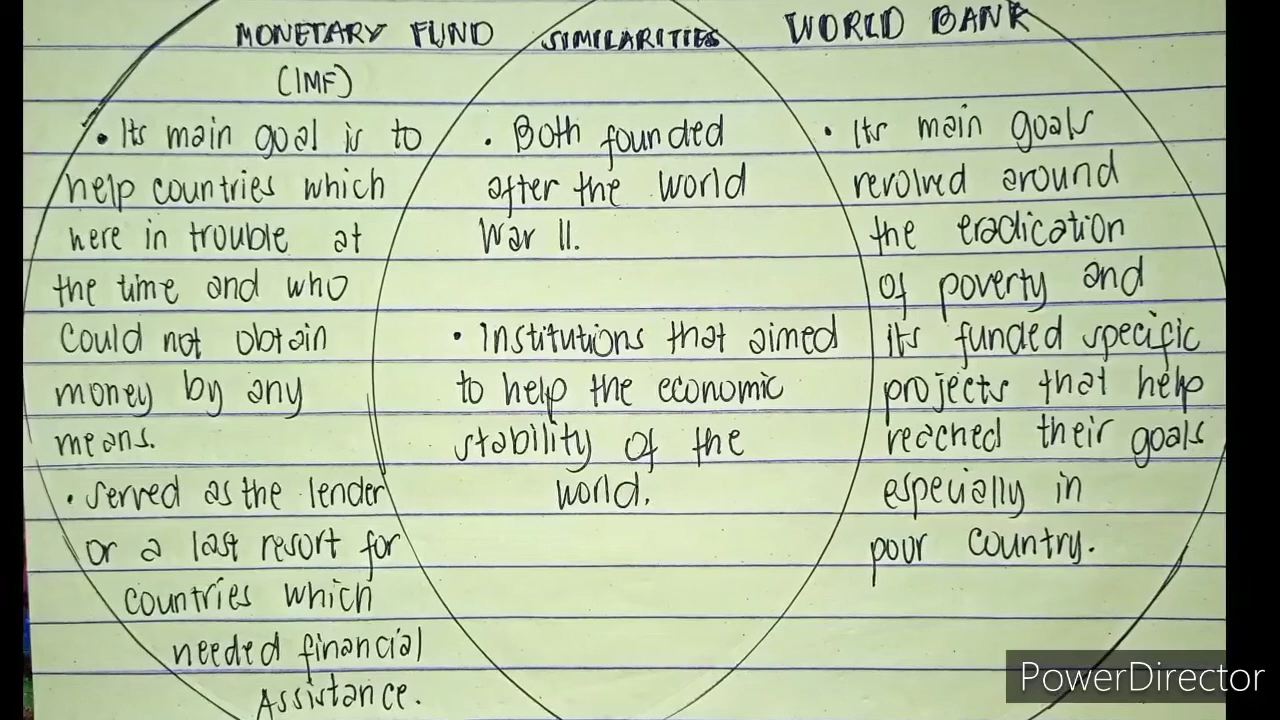 MONETARY FUND
(IMF)
• Its main goal is to
help countries which
here in trouble at
the time and who
could not obtain
money by any
means.
• served as the lender
or a last resort for
countries which
needed financial
Assistance.
SIMILARITIES
• Both founded
after the world
War II.
• Institutions that aimed
to help the economic
stability of the
world.
WORLD BANK
• Its main goals
revolved around
the eradication
of poverty and
its funded specific
projects that help
reached their goals
especially in
pour country.
PowerDirector